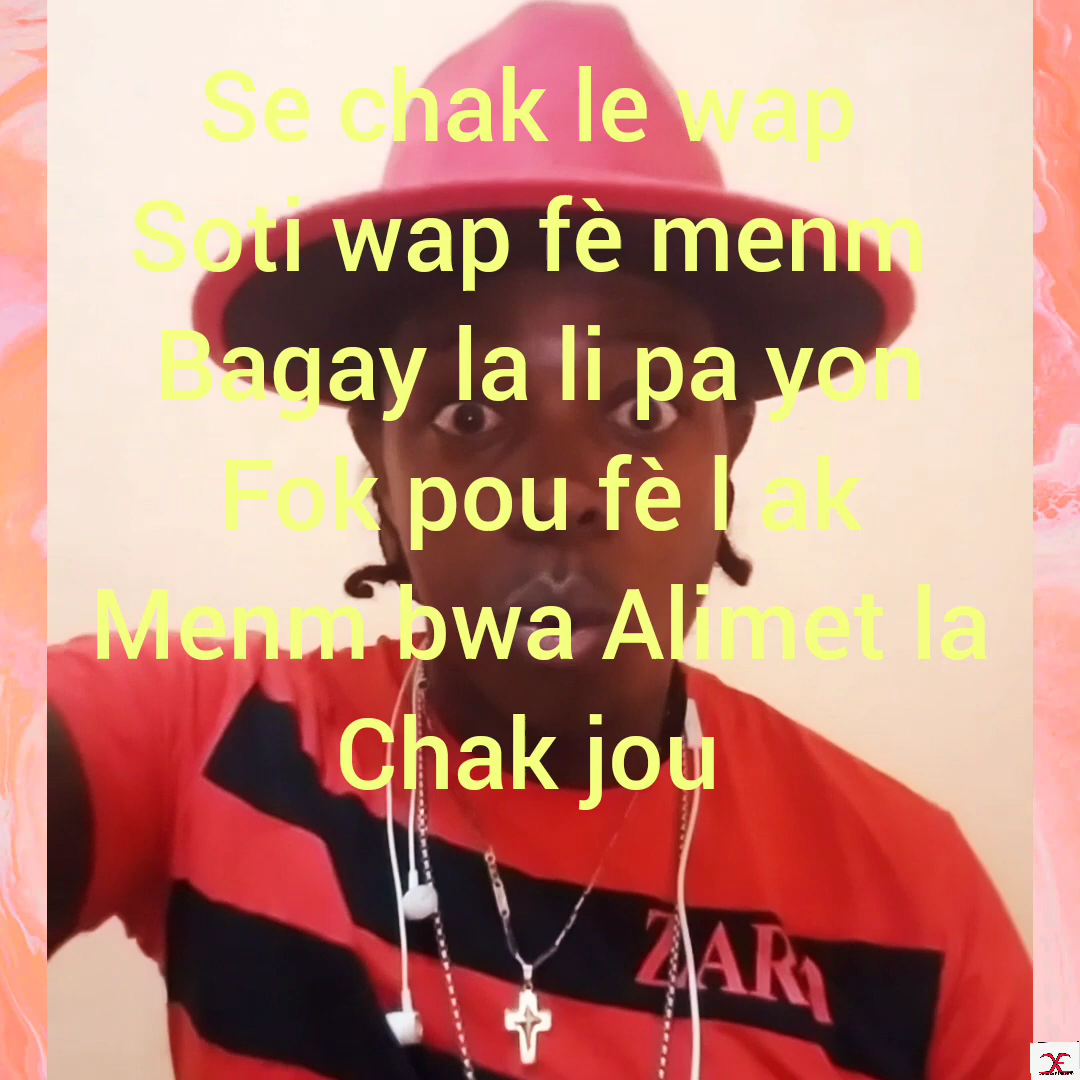 Se chak le wap
Soti wap fè menm
Bagay la li pa yon
Fok pou fè l ak
Menm bwa Alimet la
Chak jou
ZARA